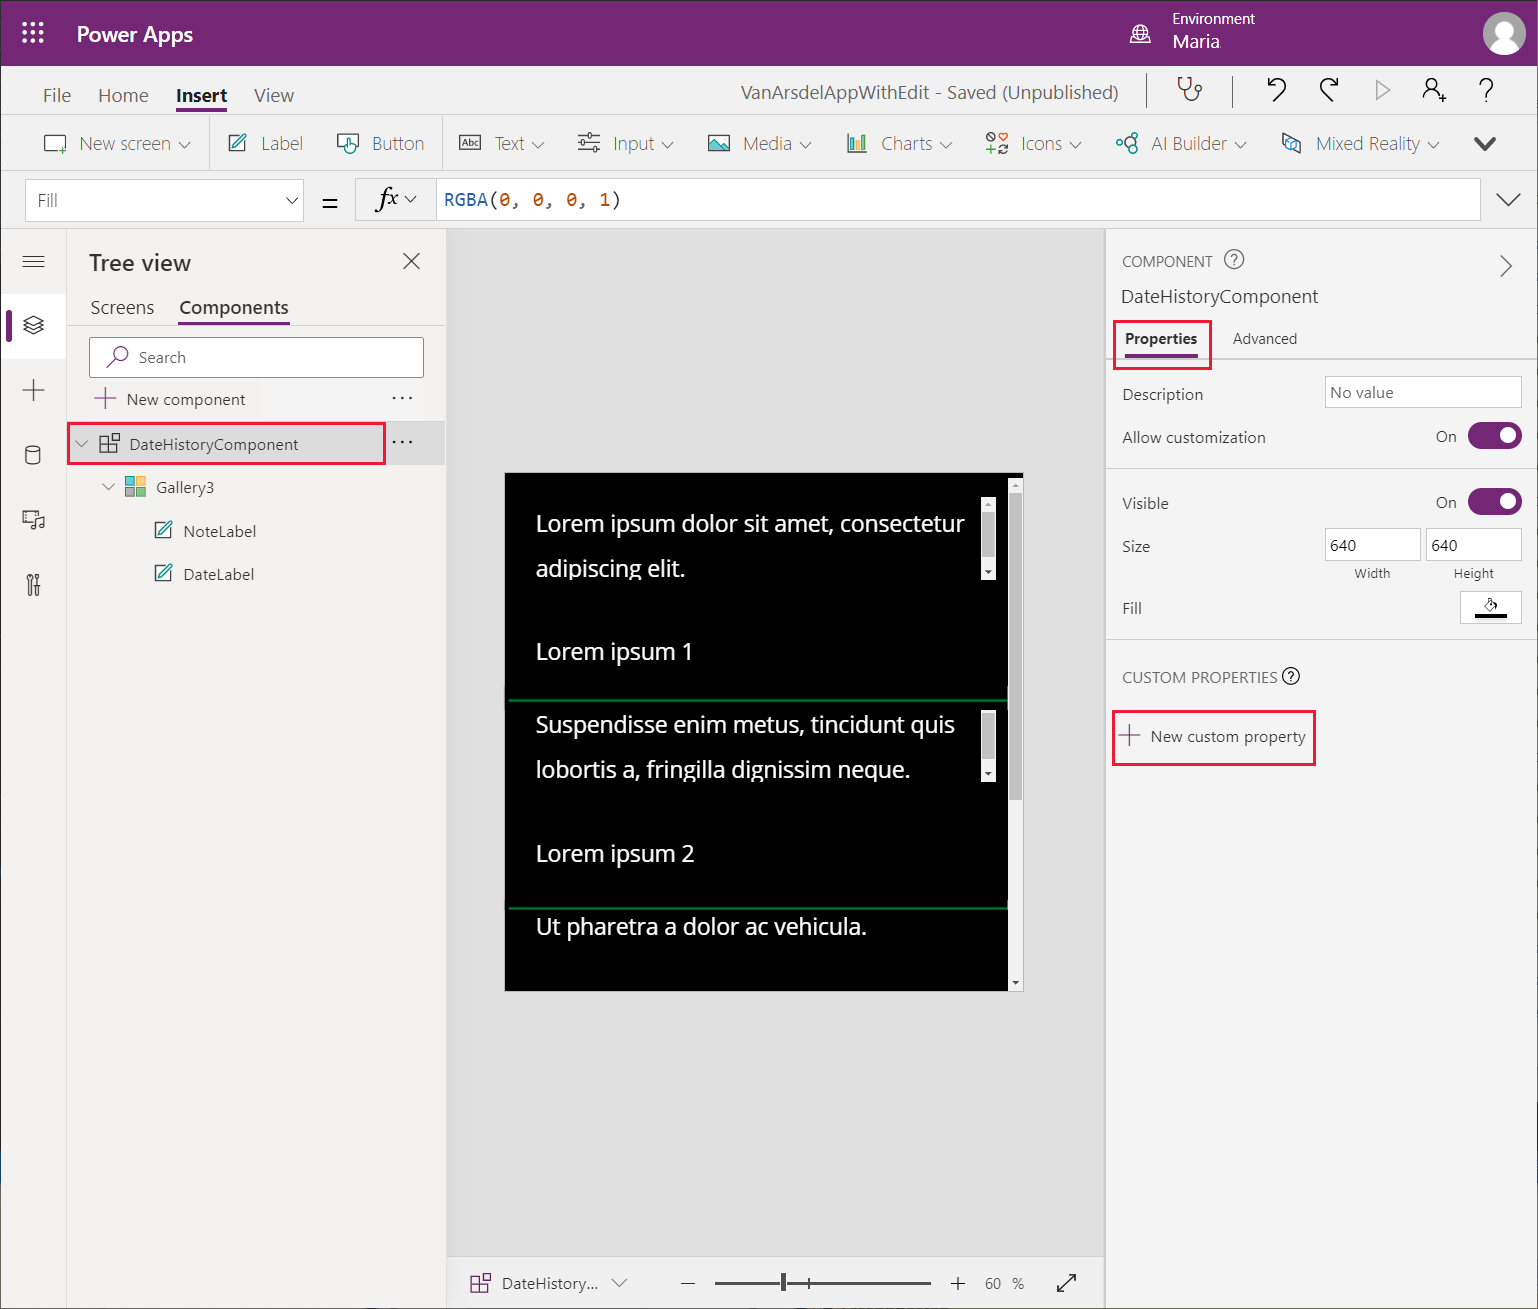 Power Apps
Environment
Maria
File Home Insert View
VanArsdelAppWithEdit - Saved (Unpublished)
New screen Label Button Abc Text Input Media Charts Icons AI Builder Mixed Reality
Fill = fx RGBA(0, 0, 0, 1)
Tree view
Screens Components
Search
New component ...
DateHistoryComponent ...
Gallery3
NoteLabel
DateLabel
Lorem ipsum dolor sit amet, consectetur
adipiscing elit.
Lorem ipsum 1
Suspendisse enim metus, tincidunt quis
lobortis a, fringilla dignissim neque.
Lorem ipsum 2
Ut pharetra a dolor ac vehicula.
DateHistory... 60 %
COMPONENT
DateHistoryComponent
Properties Advanced
Description No value
Allow customization On
Visible On
Size 640 640
Width Height
Fill
CUSTOM PROPERTIES
New custom property